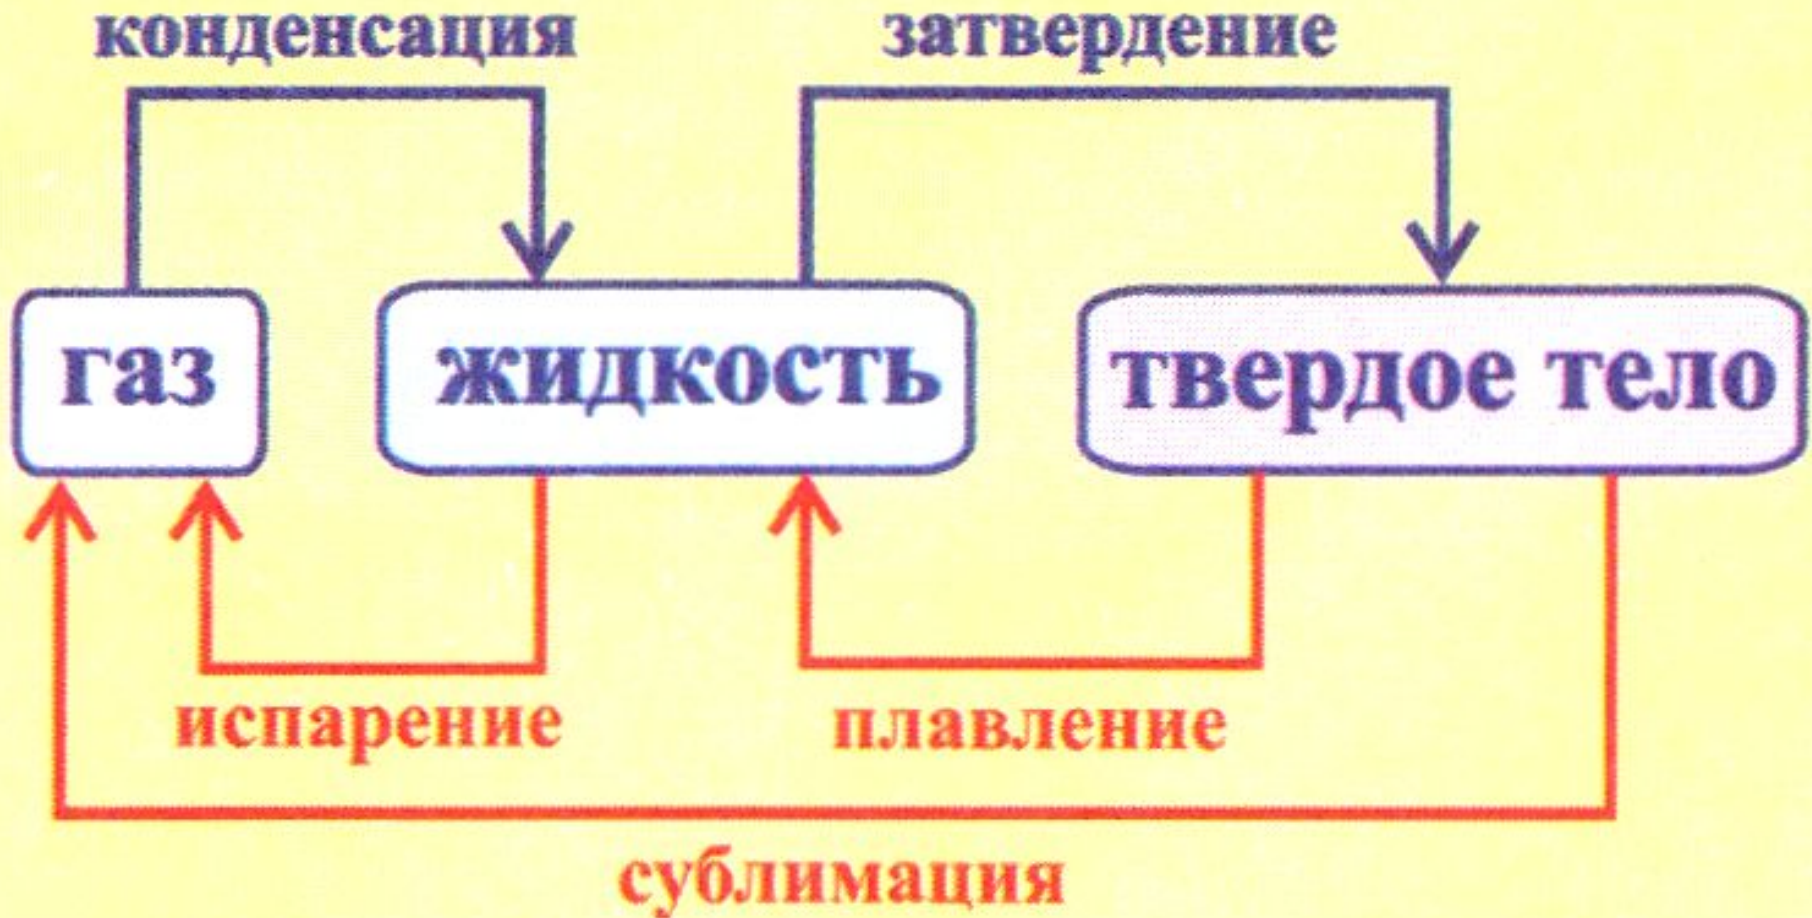 конденсация затвердение
газ жидкость твердое тело
испарение плавление
сублимация